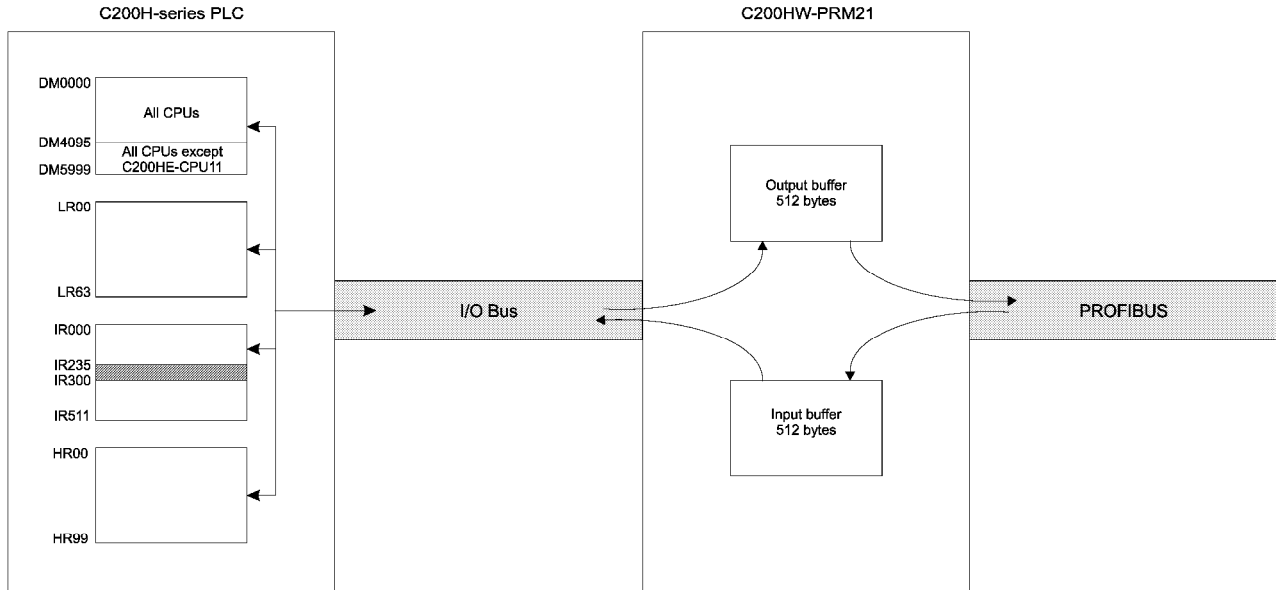 C200H-series PLC
C200HW-PRM21
DM0000
All CPUs
DM4095
All CPUs except
C200HE-CPU11
DM5999
LR00
LR63
IR000
IR235
IR300
IR511
HR00
HR99
I/O Bus
Output buffer
512 bytes
Input buffer
512 bytes
PROFIBUS